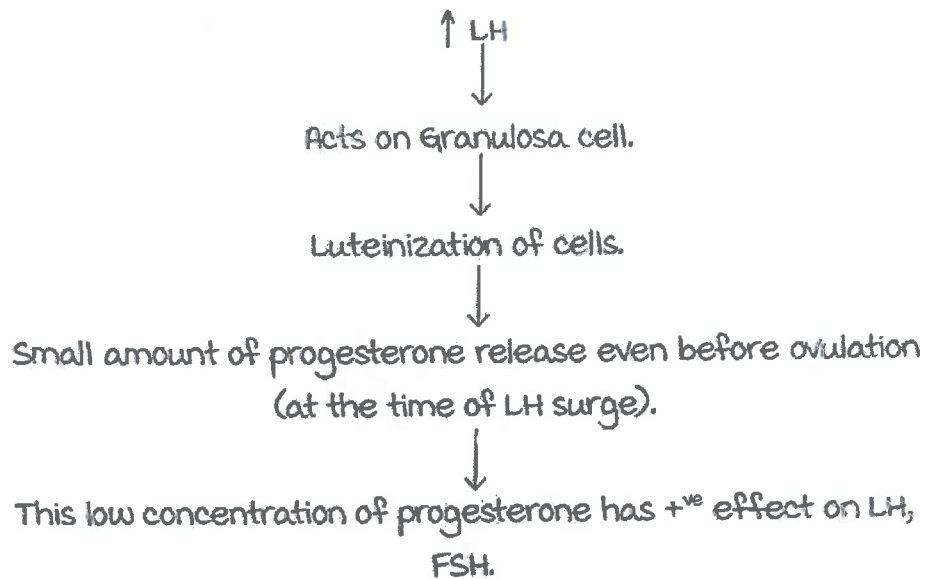 ↑ LH
Acts on Granulosa cell.
Luteinization of cells.
Small amount of progesterone release even before ovulation
(at the time of LH surge).
This low concentration of progesterone has +ve effect on LH,
FSH.